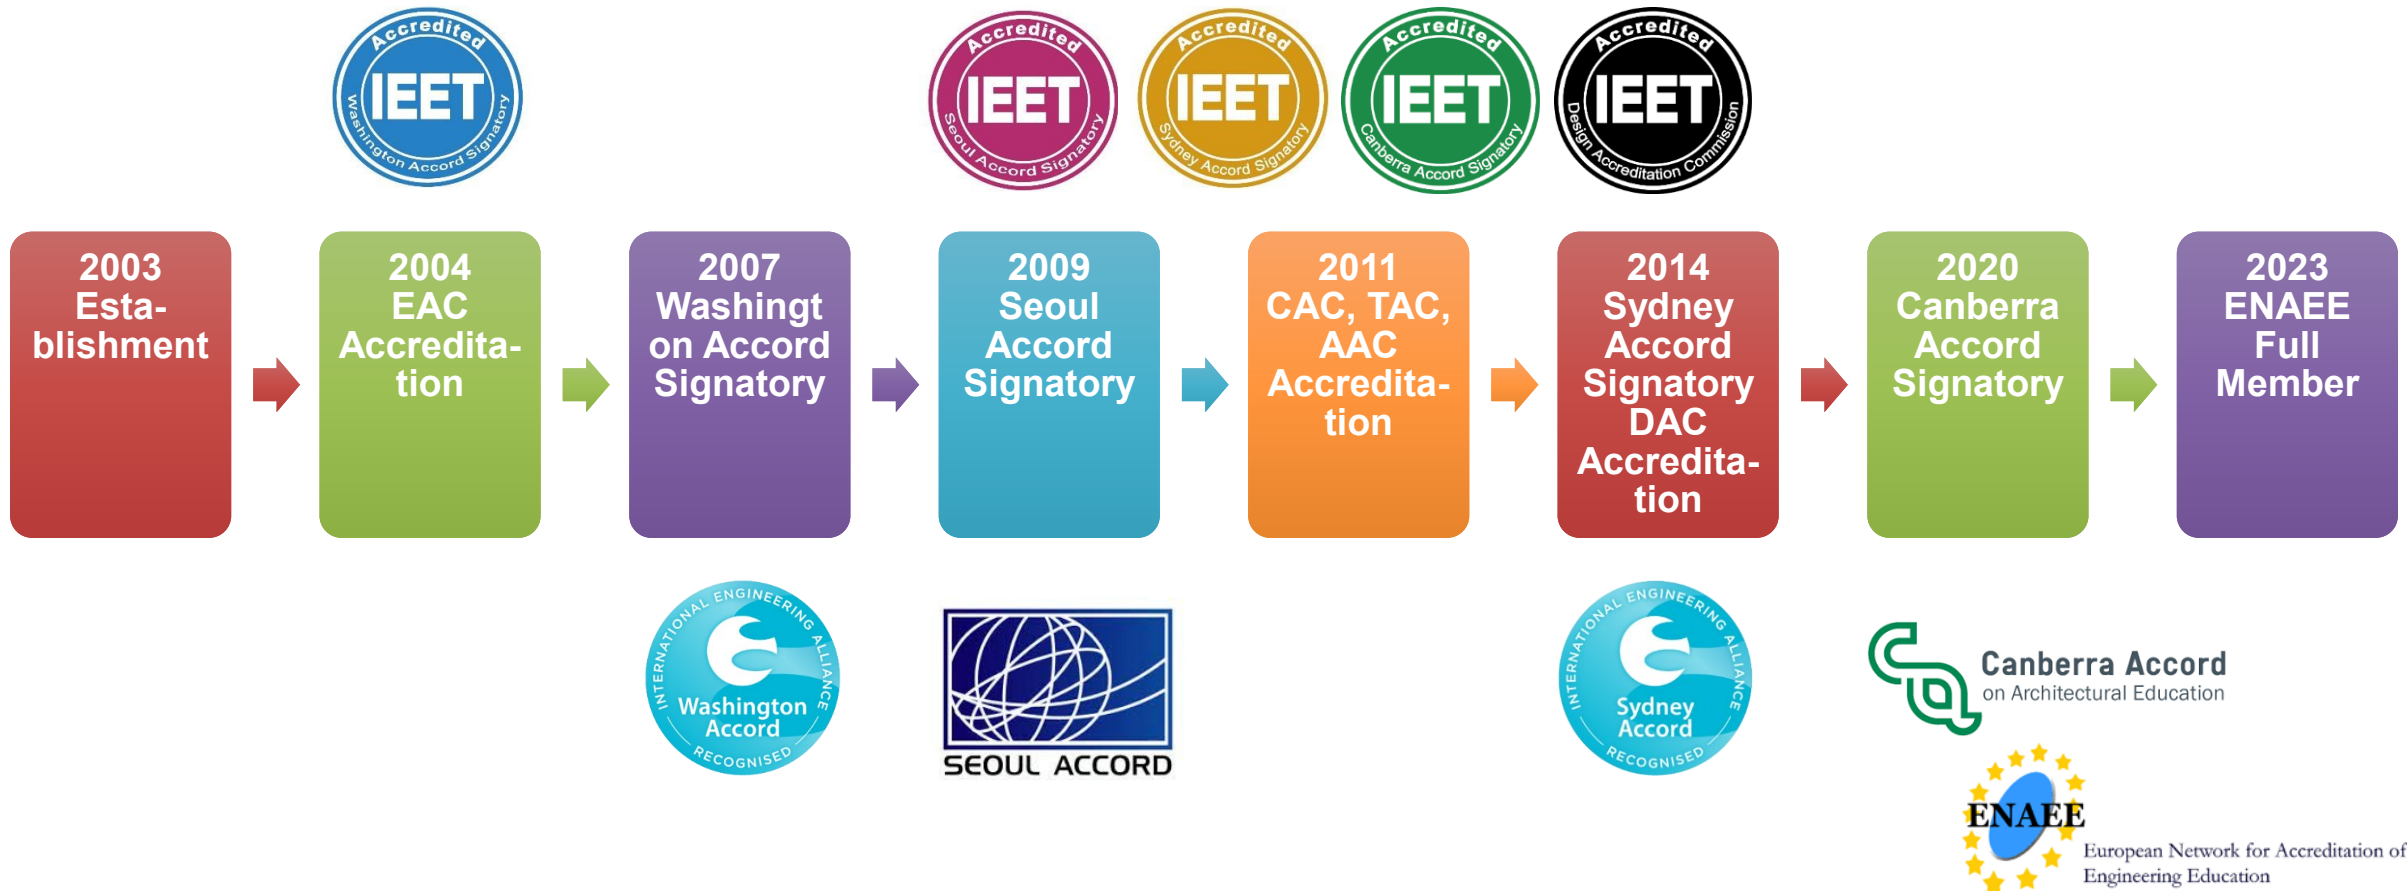 Accredited
IEET
Washington Accord Signatory
Accredited
IEET
Seoul Accord Signatory
Accredited
IEET
Sydney Accord Signatory
Accredited
IEET
Canberra Accord Signatory
Accredited
IEET
Design Accreditation Commission
2003
Esta-
blishment
2004
EAC
Accredita-
tion
2007
Washingt
on Accord
Signatory
2009
Seoul
Accord
Signatory
2011
CAC, TAC,
AAC
Accredita-
tion
2014
Sydney
Accord
Signatory
DAC
Accredita-
tion
2020
Canberra
Accord
Signatory
2023
ENAEE
Full
Member
INTERNATIONAL ENGINEERING ALLIANCE
Washington
Accord
RECOGNISED
SEOUL ACCORD
INTERNATIONAL ENGINEERING ALLIANCE
Sydney
Accord
RECOGNISED
Canberra Accord
on Architectural Education
ENAEE
European Network for Accreditation of
Engineering Education